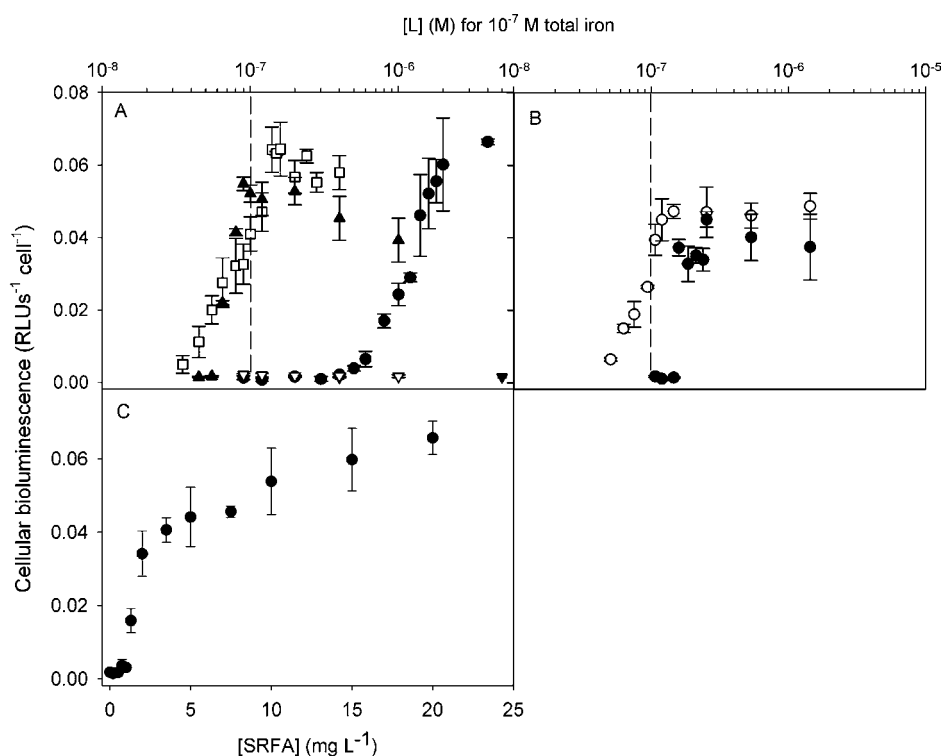 [L] (M) for 10⁻⁷ M total iron
10⁻⁸ 10⁻⁷ 10⁻⁶ 10⁻⁸ 10⁻⁷ 10⁻⁶ 10⁻⁵
0.08
A
B
0.06
0.04
0.02
0.00
Cellular bioluminescence (RLUs⁻¹ cell⁻¹)
C
0.06
0.04
0.02
0.00
0 5 10 15 20 25
[SRFA] (mg L⁻¹)